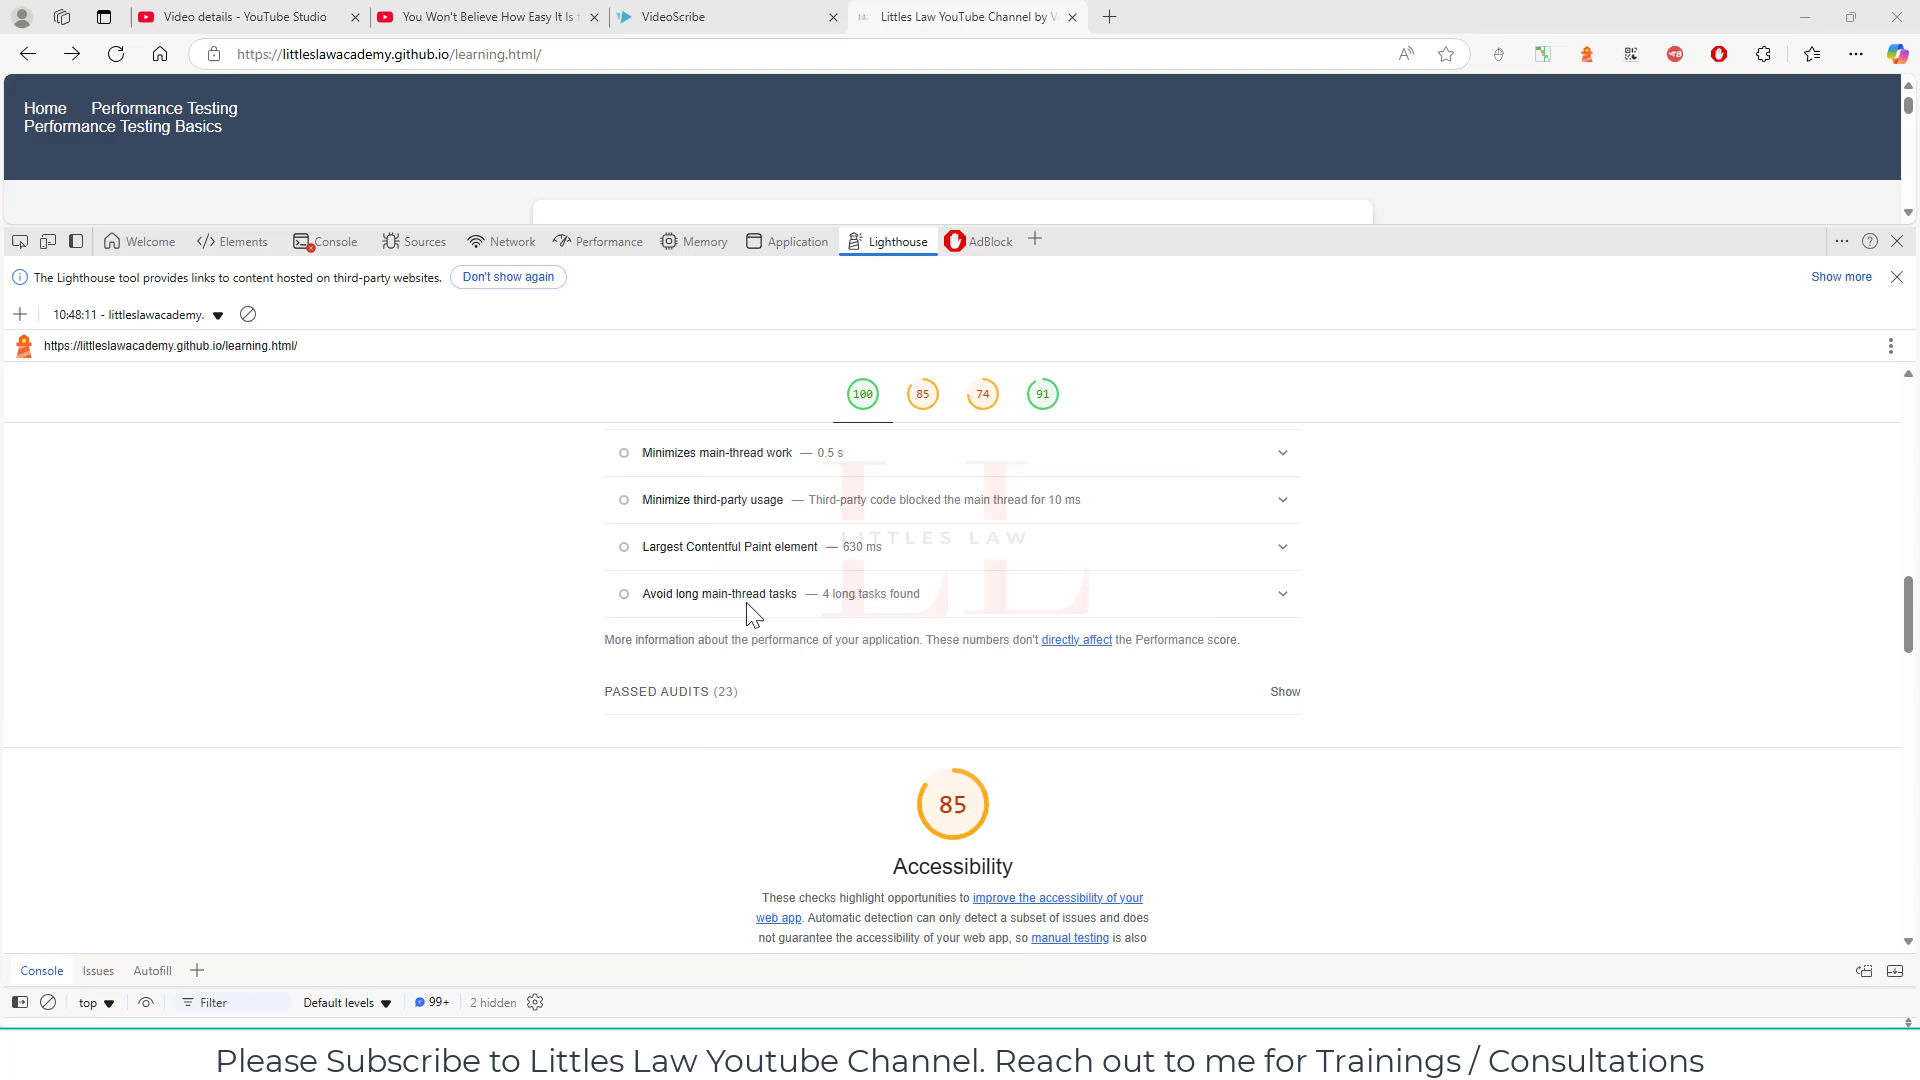 Video details - YouTube Studio
You Won't Believe How Easy It Is
VideoScribe
Littles Law YouTube Channel by V
https://littleslawacademy.github.io/learning.html/
Home Performance Testing
Performance Testing Basics
Welcome Elements Console Sources Network Performance Memory Application Lighthouse AdBlock
The Lighthouse tool provides links to content hosted on third-party websites. Don't show again Show more
10:48:11 - littleslawacademy.
https://littleslawacademy.github.io/learning.html/
100 85 74 91
Minimizes main-thread work — 0.5 s
Minimize third-party usage — Third-party code blocked the main thread for 10 ms
LITTLES LAW
Largest Contentful Paint element — 630 ms
Avoid long main-thread tasks — 4 long tasks found
More information about the performance of your application. These numbers don't directly affect the Performance score.
PASSED AUDITS (23) Show
85
Accessibility
These checks highlight opportunities to improve the accessibility of your
web app. Automatic detection can only detect a subset of issues and does
not guarantee the accessibility of your web app, so manual testing is also
Console Issues Autofill
top Filter Default levels 99+ 2 hidden
Please Subscribe to Littles Law Youtube Channel. Reach out to me for Trainings / Consultations